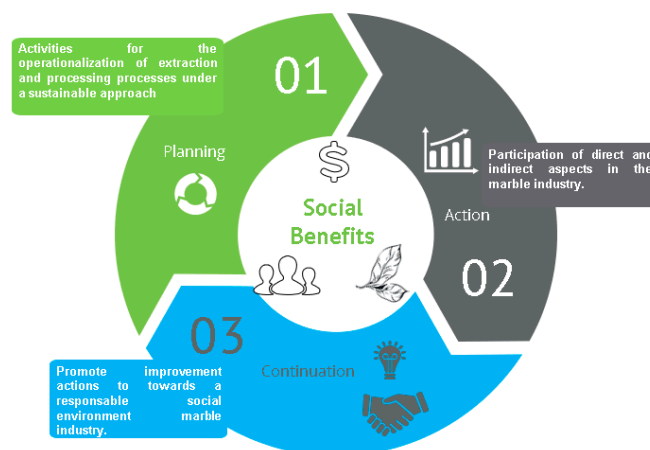 Activities for the
operationalization of extraction
and processing processes under
a sustainable approach
01
Planning
$
Social
Benefits
Participation of direct and
indirect aspects in the
marble industry.
Action
02
03
Continuation
Promote improvement
actions to towards a
responsable social
environment marble
industry.